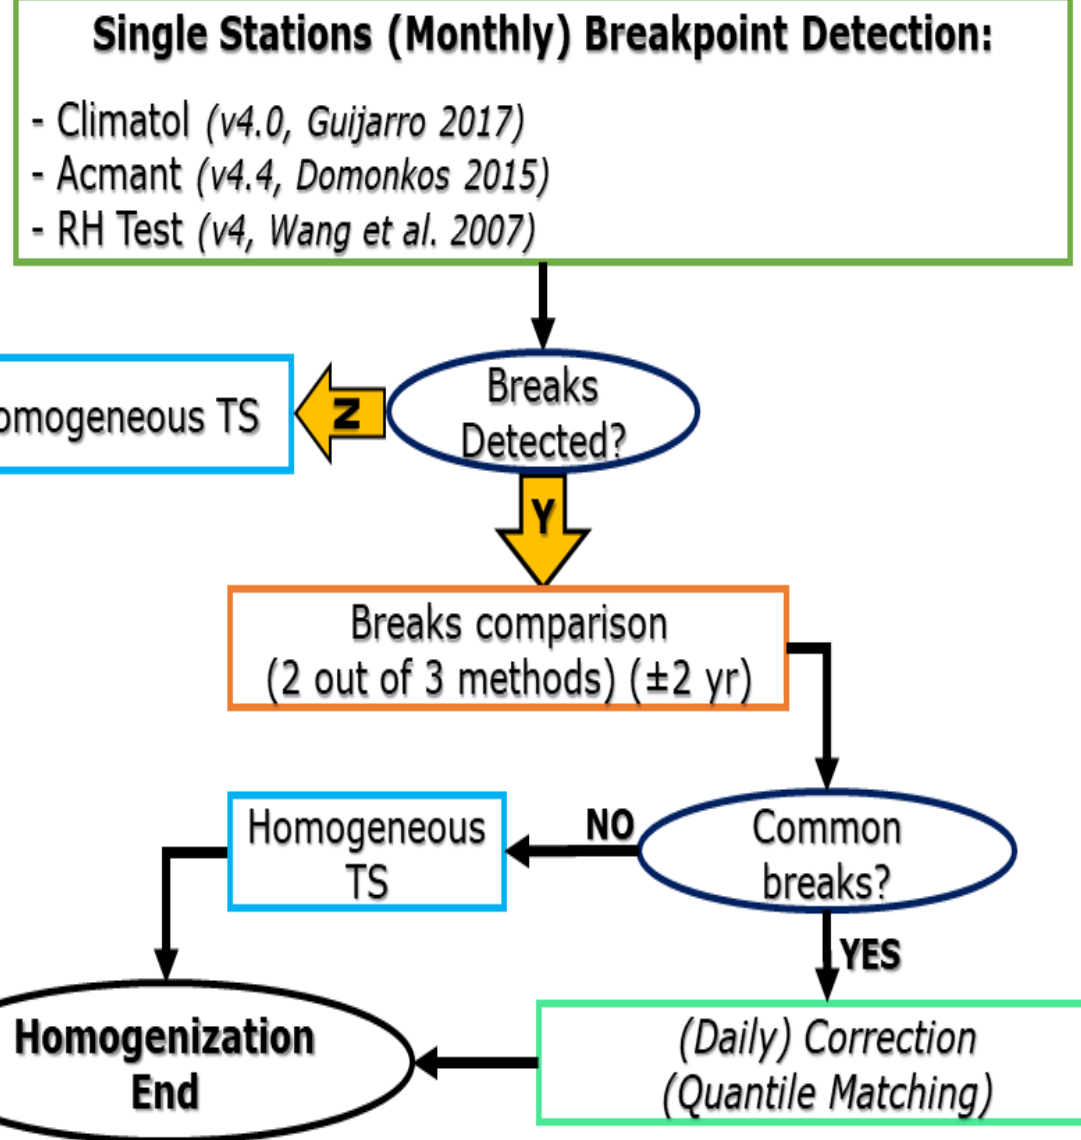 Single Stations (Monthly) Breakpoint Detection:
- Climatol (v4.0, Guijarro 2017)
- Acmant (v4.4, Domonkos 2015)
- RH Test (v4, Wang et al. 2007)
Breaks
Detected?
N
omogeneous TS
Y
Breaks comparison
(2 out of 3 methods) (±2 yr)
Common
breaks?
NO
Homogeneous
TS
YES
(Daily) Correction
(Quantile Matching)
Homogenization
End